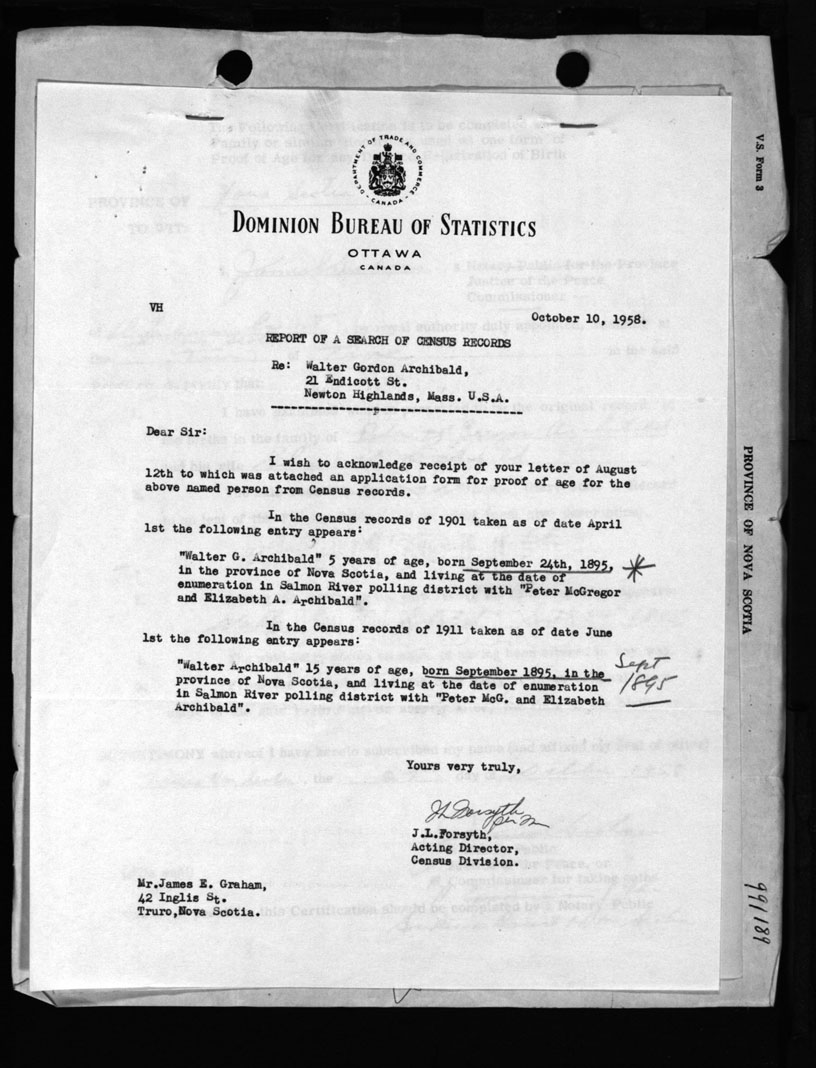 DEPARTMENT OF TRADE AND COMMERCE
CANADA
DOMINION BUREAU OF STATISTICS
OTTAWA
CANADA
VH
October 10, 1958.
REPORT OF A SEARCH OF CENSUS RECORDS
Re: Walter Gordon Archibald,
21 Endicott St.
Newton Highlands, Mass. U.S.A.
Dear Sir:
I wish to acknowledge receipt of your letter of August
12th to which was attached an application form for proof of age for the
above named person from Census records.
In the Census records of 1901 taken as of date April
1st the following entry appears:
"Walter G. Archibald" 5 years of age, born September 24th, 1895,
in the province of Nova Scotia, and living at the date of
enumeration in Salmon River polling district with "Peter McGregor
and Elizabeth A. Archibald".
In the Census records of 1911 taken as of date June
1st the following entry appears:
"Walter Archibald" 15 years of age, born September 1895, in the
province of Nova Scotia, and living at the date of enumeration
in Salmon River polling district with "Peter McG. and Elizabeth
Archibald".
Sept
1895
Yours very truly,
J.L.Forsyth,
Acting Director,
Census Division.
Mr.James E. Graham,
42 Inglis St.
Truro,Nova Scotia.
V.S. Form 3
PROVINCE OF NOVA SCOTIA
991189